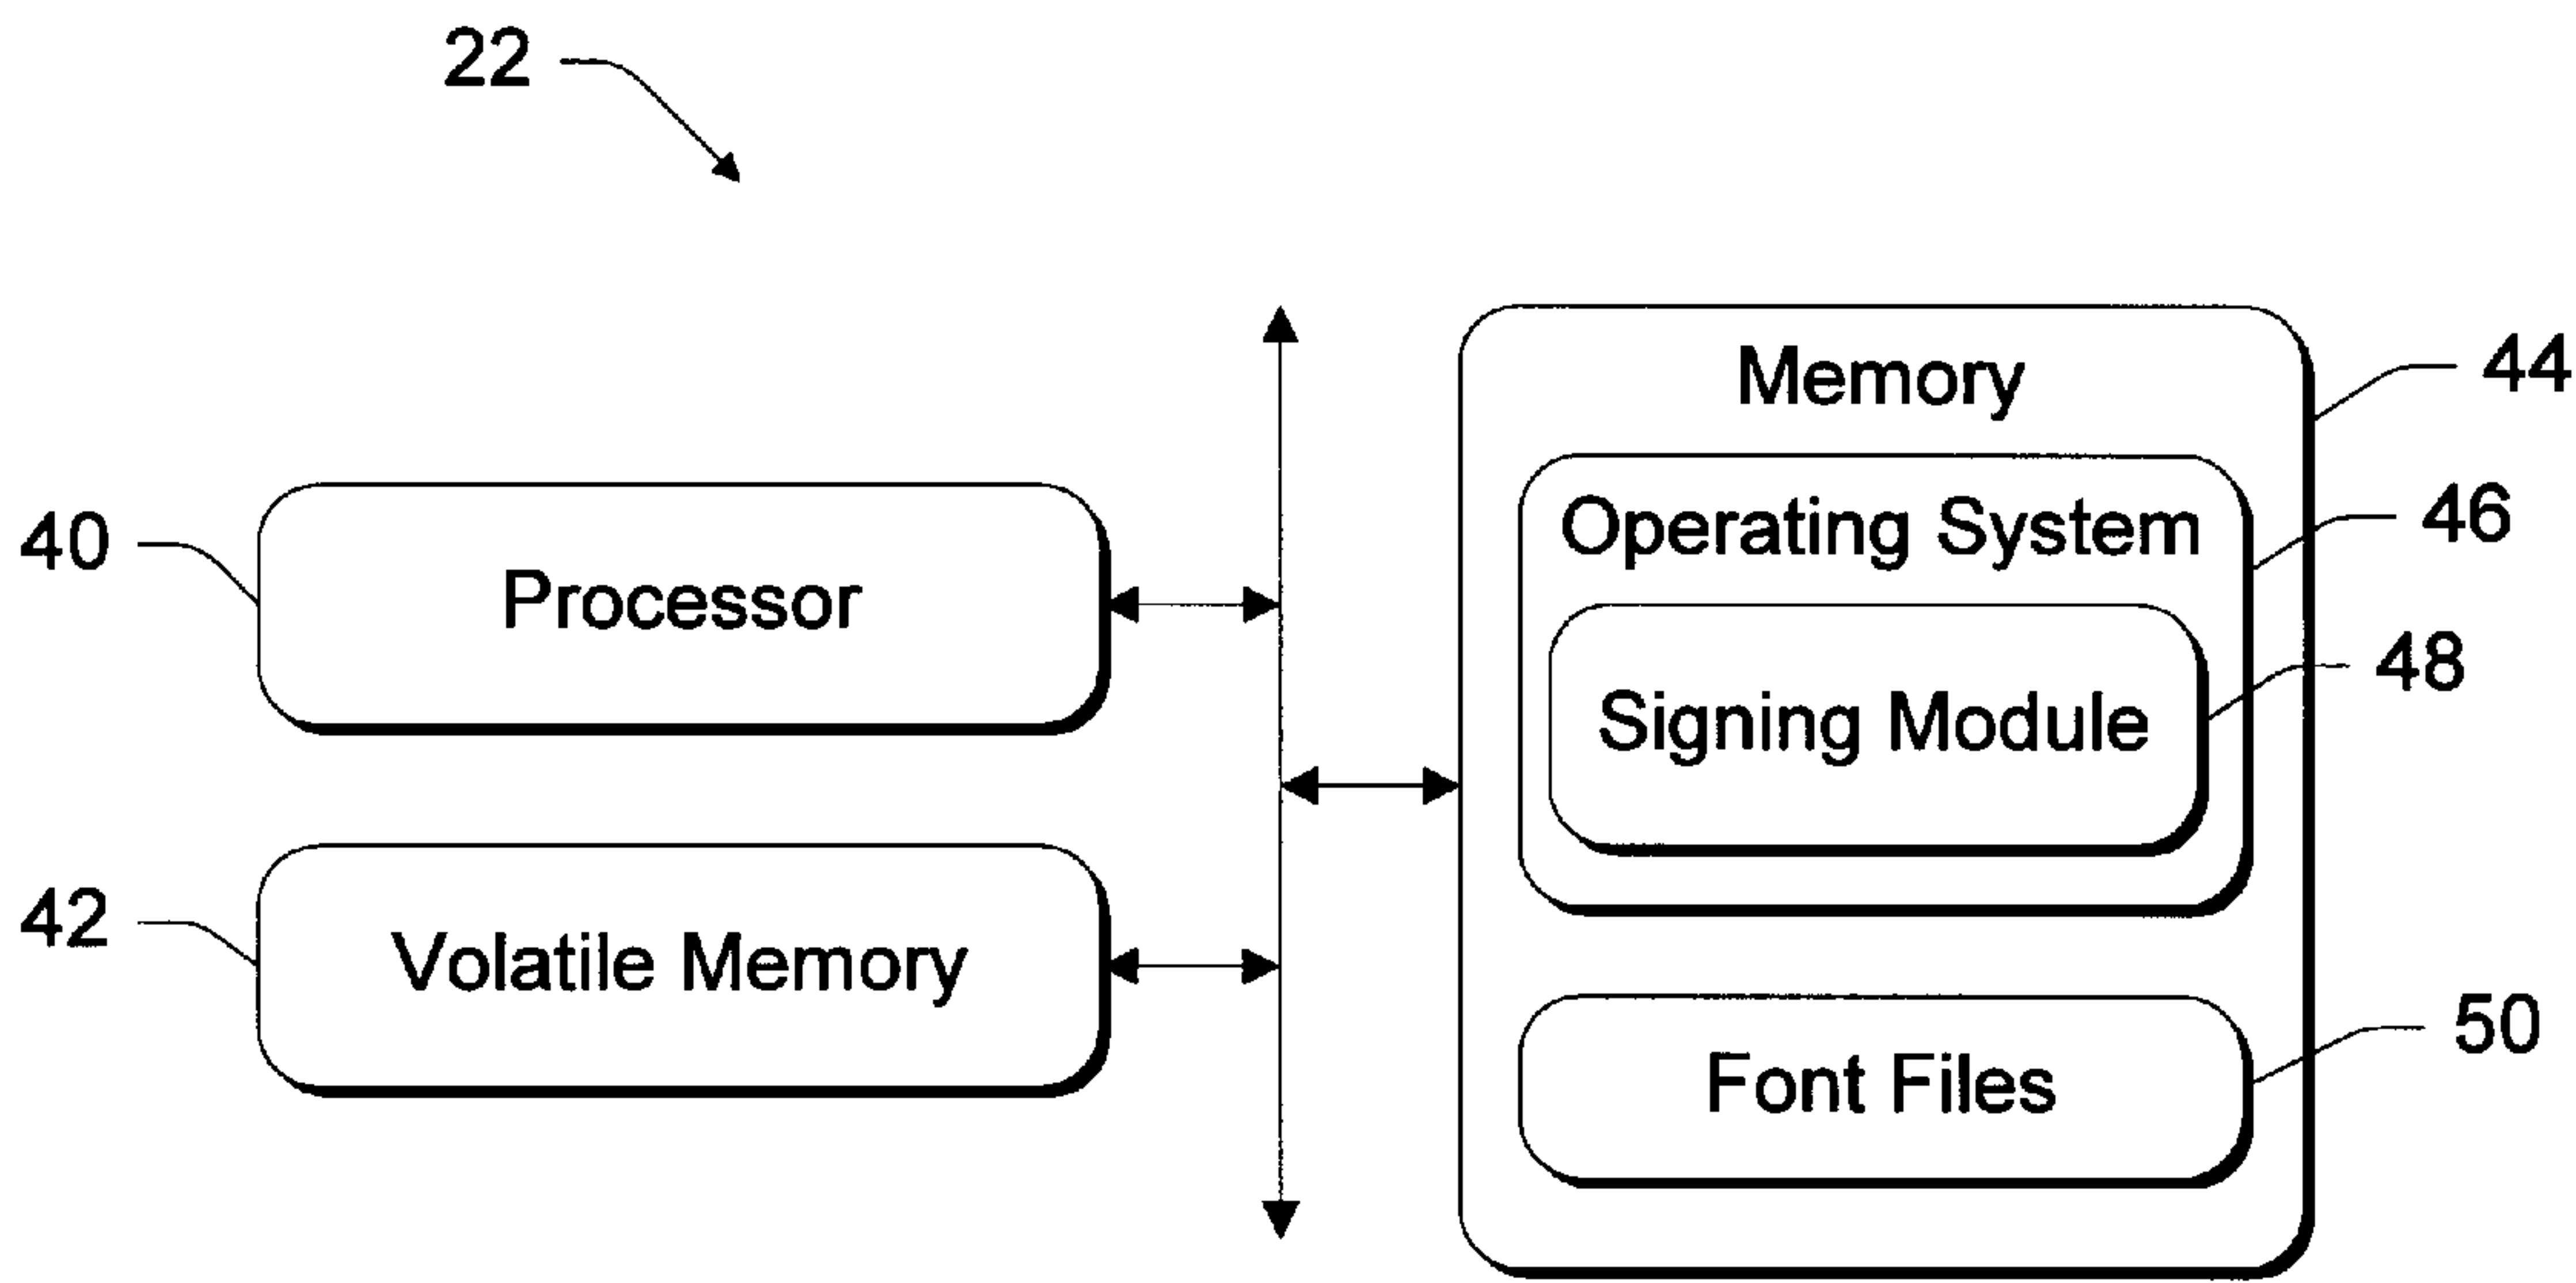 22
Memory
44
Operating System
46
40
Processor
Signing Module
48
42
Volatile Memory
Font Files
50